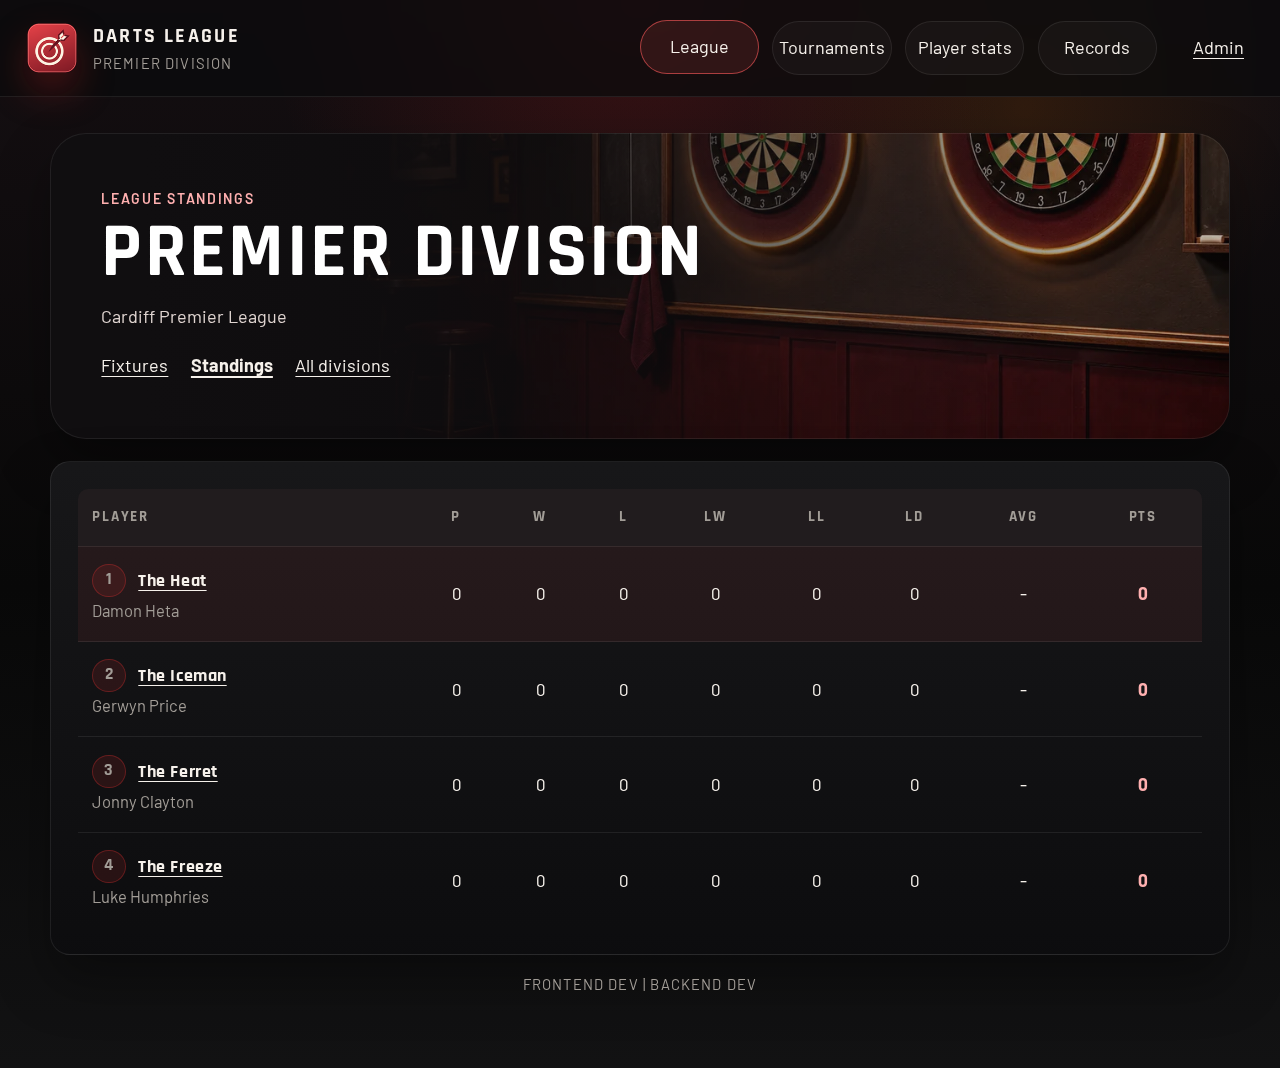 DARTS LEAGUE
PREMIER DIVISION
League Tournaments Player stats Records Admin
LEAGUE STANDINGS
PREMIER DIVISION
Cardiff Premier League
Fixtures Standings All divisions
PLAYER P W L LW LL LD AVG PTS
1 The Heat
Damon Heta
0 0 0 0 0 0 - 0
2 The Iceman
Gerwyn Price
0 0 0 0 0 0 - 0
3 The Ferret
Jonny Clayton
0 0 0 0 0 0 - 0
4 The Freeze
Luke Humphries
0 0 0 0 0 0 - 0
FRONTEND DEV | BACKEND DEV